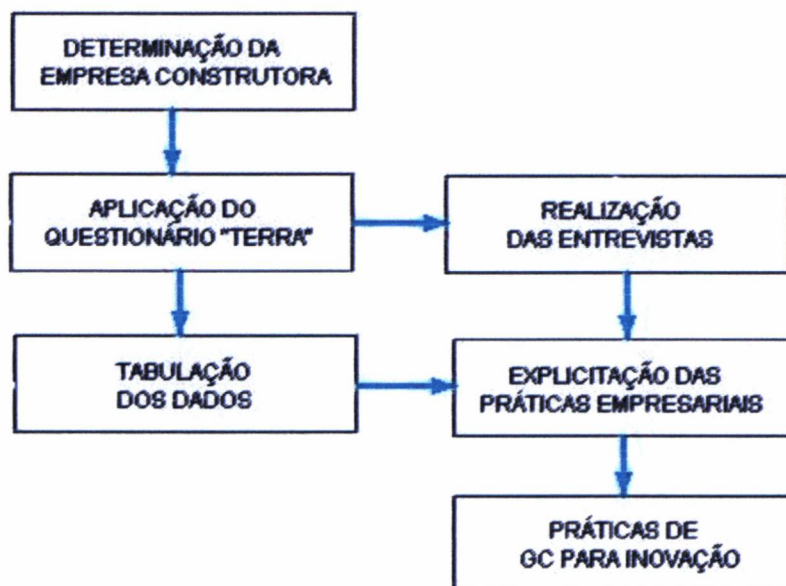 DETERMINAÇÃO DA
EMPRESA CONSTRUTORA
APLICAÇÃO DO
QUESTIONÁRIO "TERRA"
REALIZAÇÃO
DAS ENTREVISTAS
TABULAÇÃO
DOS DADOS
EXPLICITAÇÃO DAS
PRÁTICAS EMPRESARIAIS
PRÁTICAS DE
GC PARA INOVAÇÃO